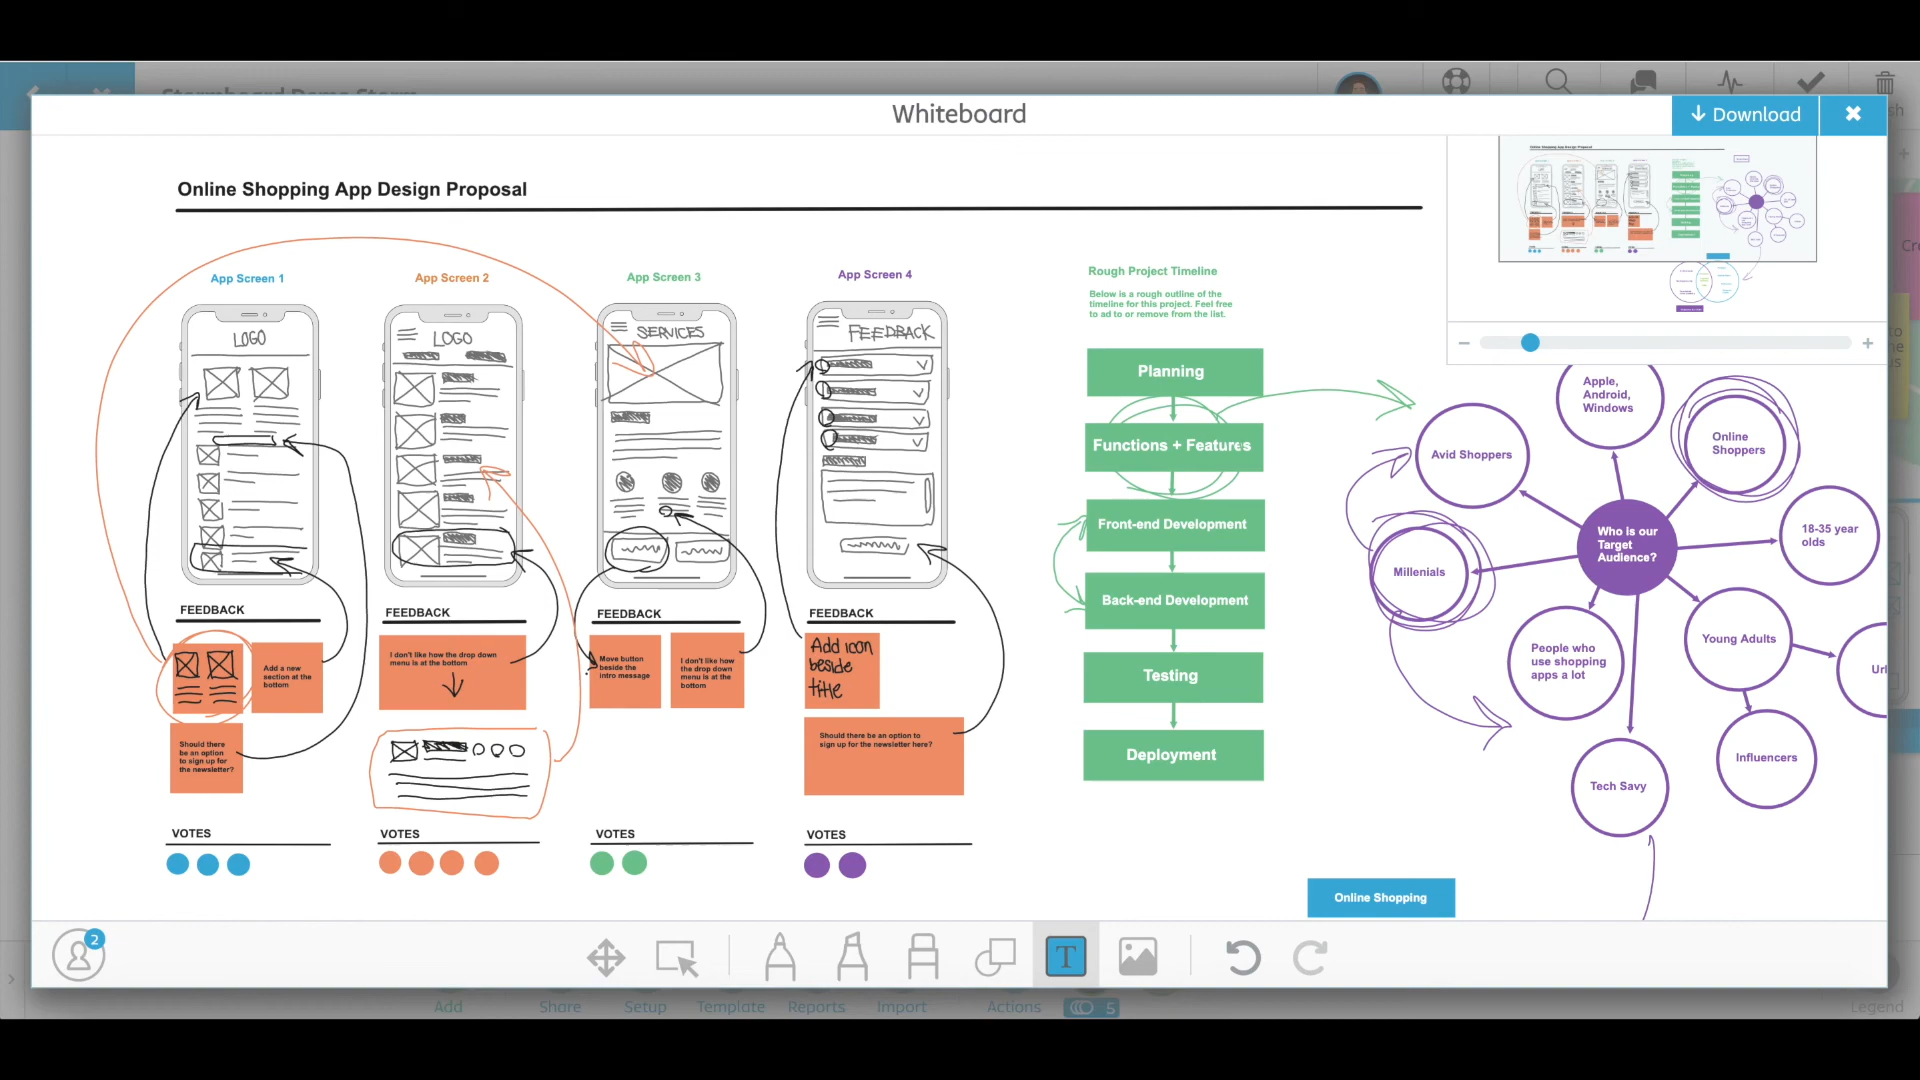 Whiteboard
Download
Online Shopping App Design Proposal
App Screen 1
App Screen 2
App Screen 3
App Screen 4
LOGO
LOGO
SERVICES
FEEDBACK
FEEDBACK
FEEDBACK
FEEDBACK
FEEDBACK
Add a new
section at the
bottom
Should there
be an option
to sign up for
the newsletter?
I don't like how the drop down
menu is at the bottom
Move button
beside the
intro message
I don't like how
the drop down
menu is at the
bottom
Add icon
beside
title
Should there be an option to
sign up for the newsletter here?
VOTES
VOTES
VOTES
VOTES
Rough Project Timeline
Below is a rough outline of the
timeline for this project. Feel free
to ad to or remove from the list.
Planning
Functions + Features
Front-end Development
Back-end Development
Testing
Deployment
Apple,
Android,
Windows
Avid Shoppers
Online
Shoppers
Who is our
Target
Audience?
18-35 year
olds
Millenials
People who
use shopping
apps a lot
Young Adults
Url
Influencers
Tech Savy
Online Shopping
2
T
Add
Share
Setup
Template
Reports
Import
Actions
5
Legend